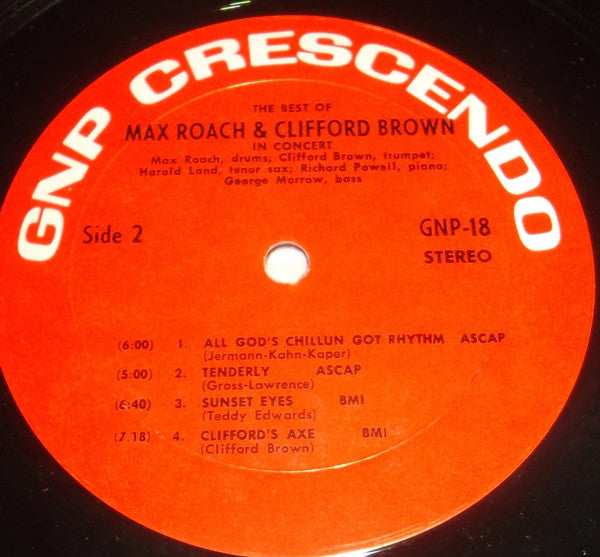 GNP CRESCENDO
THE BEST OF
MAX ROACH & CLIFFORD BROWN
IN CONCERT
Max Roach, drums; Clifford Brown, trumpet;
Harald Land, tenor sax; Richard Powell, piano;
George Morrow, bass
Side 2
GNP-18
STEREO
(6:00) 1. ALL GOD'S CHILLUN GOT RHYTHM ASCAP
(Jermann-Kahn-Kaper)
(5:00) 2. TENDERLY ASCAP
(Gross-Lawrence)
(6:40) 3. SUNSET EYES BMI
(Teddy Edwards)
(7.18) 4. CLIFFORD'S AXE BMI
(Clifford Brown)